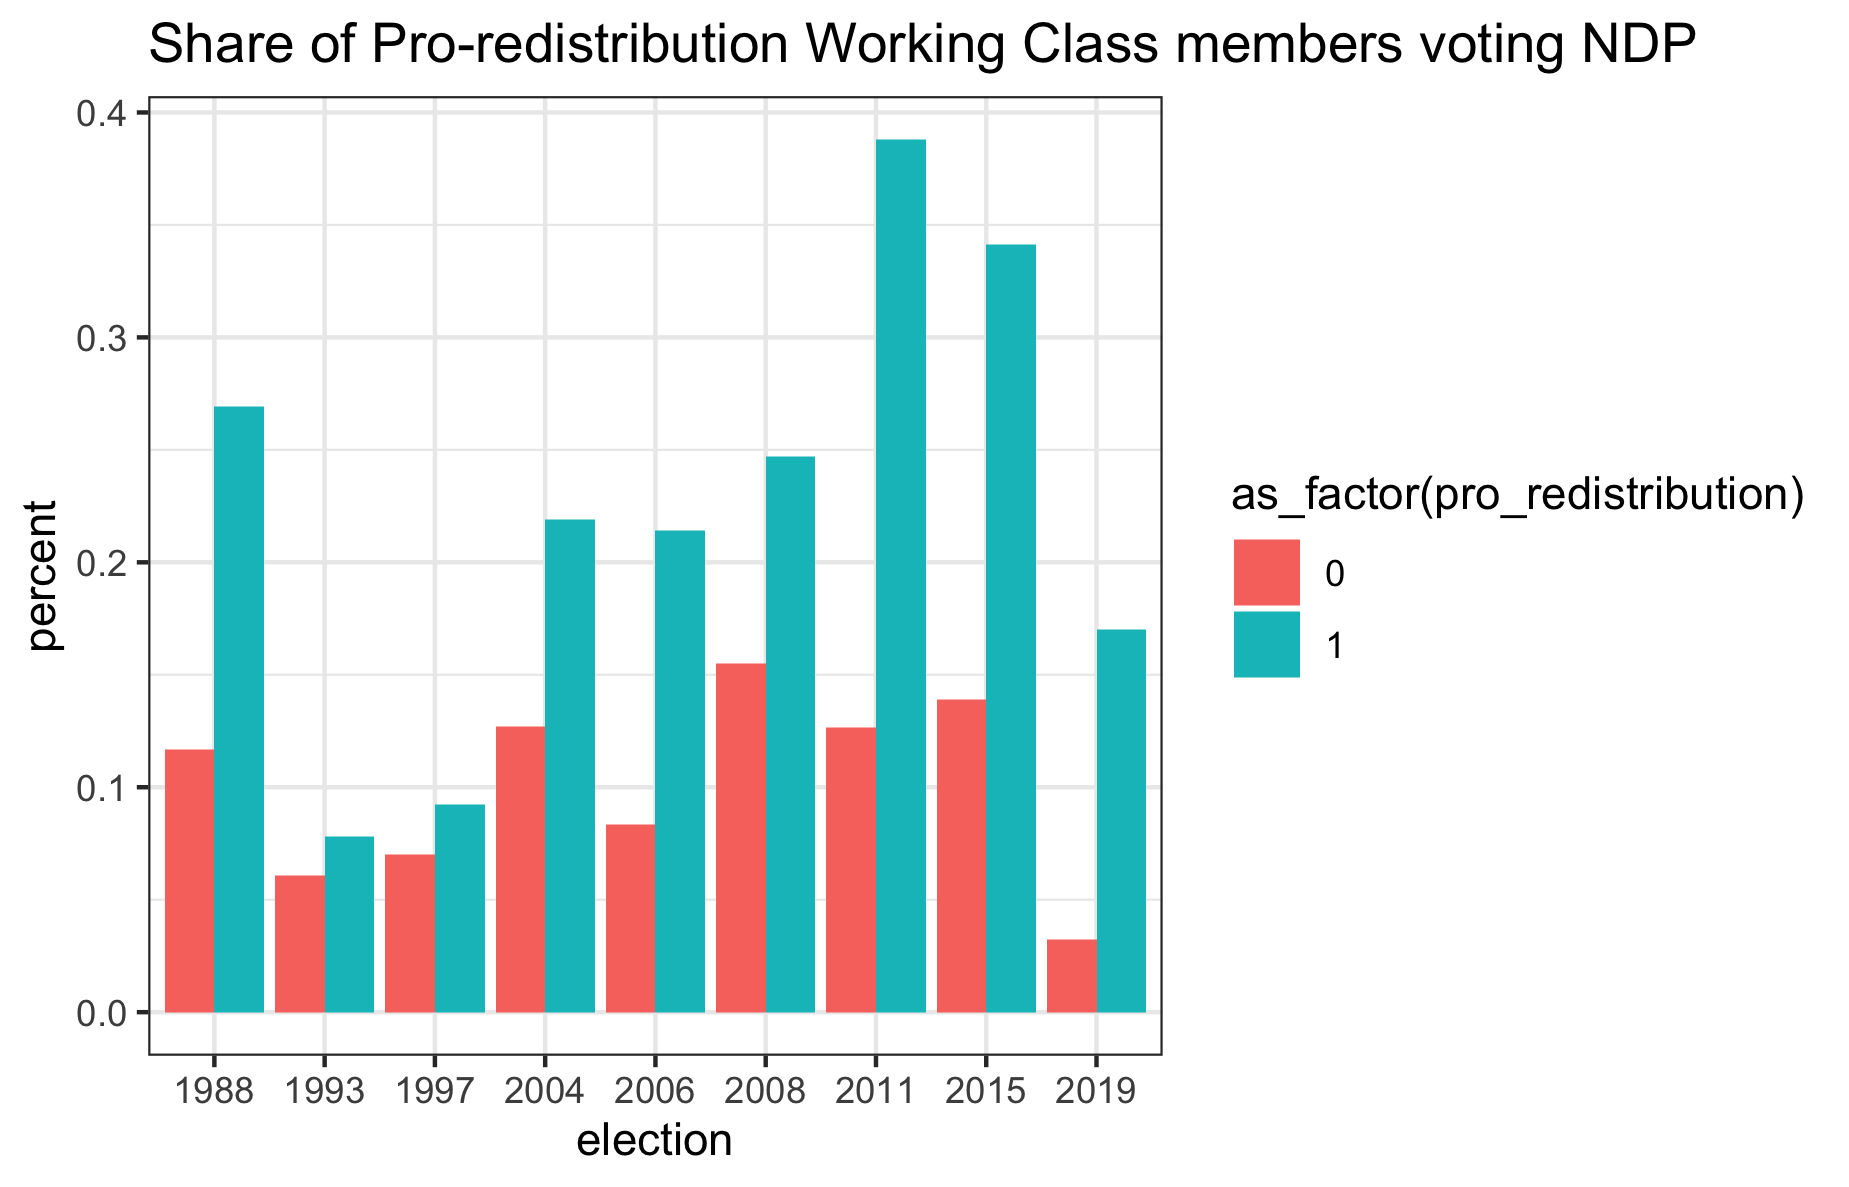 Share of Pro-redistribution Working Class members voting NDP
0.4
0.3
0.2
0.1
0.0
percent
1988 1993 1997 2004 2006 2008 2011 2015 2019
election
as_factor(pro_redistribution)
0
1